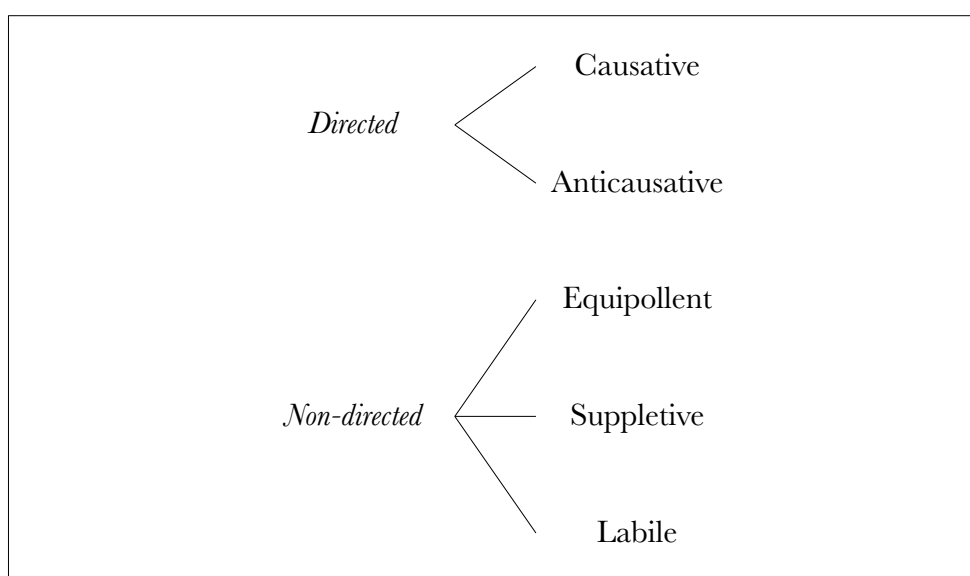 Causative
Directed
Anticausative
Equipollent
Non-directed
Suppletive
Labile